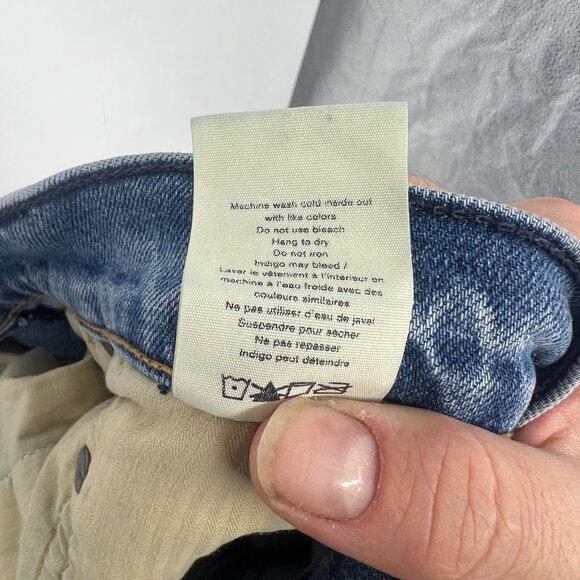 Machine wash cold inside out
with like colors
Do not use bleach
Hang to dry
Do not iron
Indigo may bleed /
Laver le vêtement à l'intérieur en
machine à l'eau froide avec des
couleurs similaires
Ne pas utiliser d'eau de javel
Suspendre pour sécher
Ne pas repasser
Indigo peut déteindre